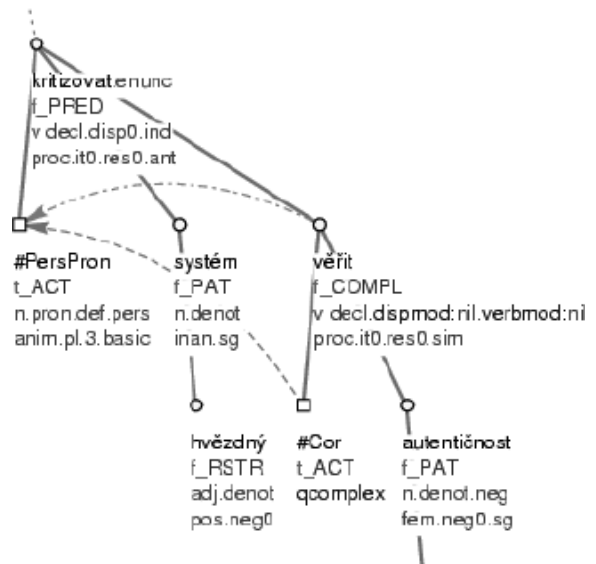 kritizovat.enunc
f_PRED
v decl.disp0.ind
proc.it0.res0.ant
#PersPron
t_ACT
n.pron.def.pers
anim.pl.3.basic
systém
f_PAT
n.denot
inan.sg
věřit
f_COMPL
v decl.dispmod:nil.verbmod:nil
proc.it0.res0.sim
hvězdný
f_RSTR
adj.denot
pos.neg0
#Cor
t_ACT
qcomplex
autentičnost
f_PAT
n.denot.neg
fem.neg0.sg